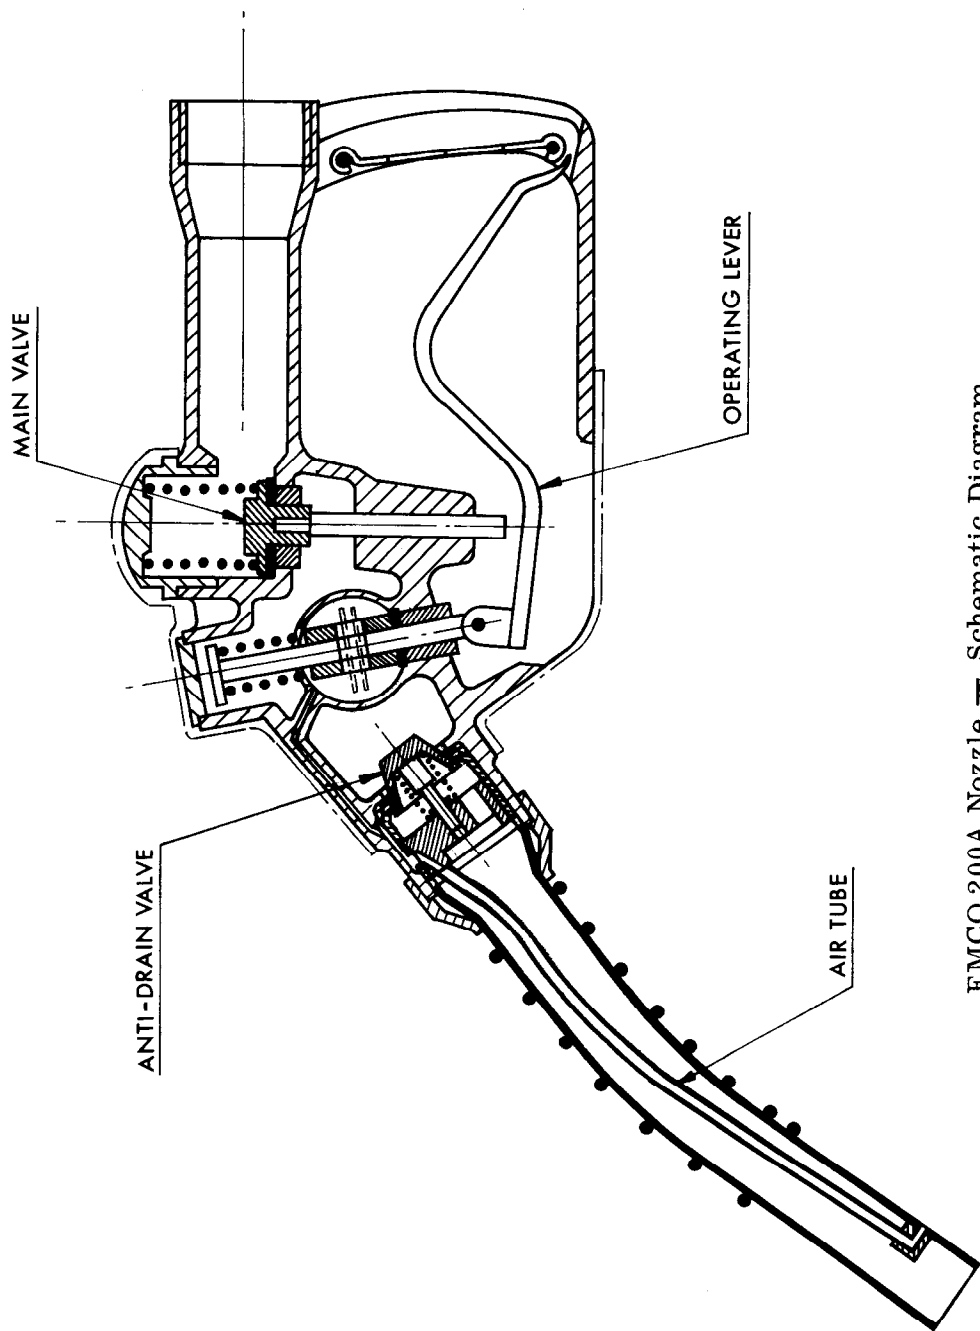 MAIN VALVE
OPERATING LEVER
ANTI-DRAIN VALVE
AIR TUBE
EMCO 200A Nozzle — Schematic Diagram